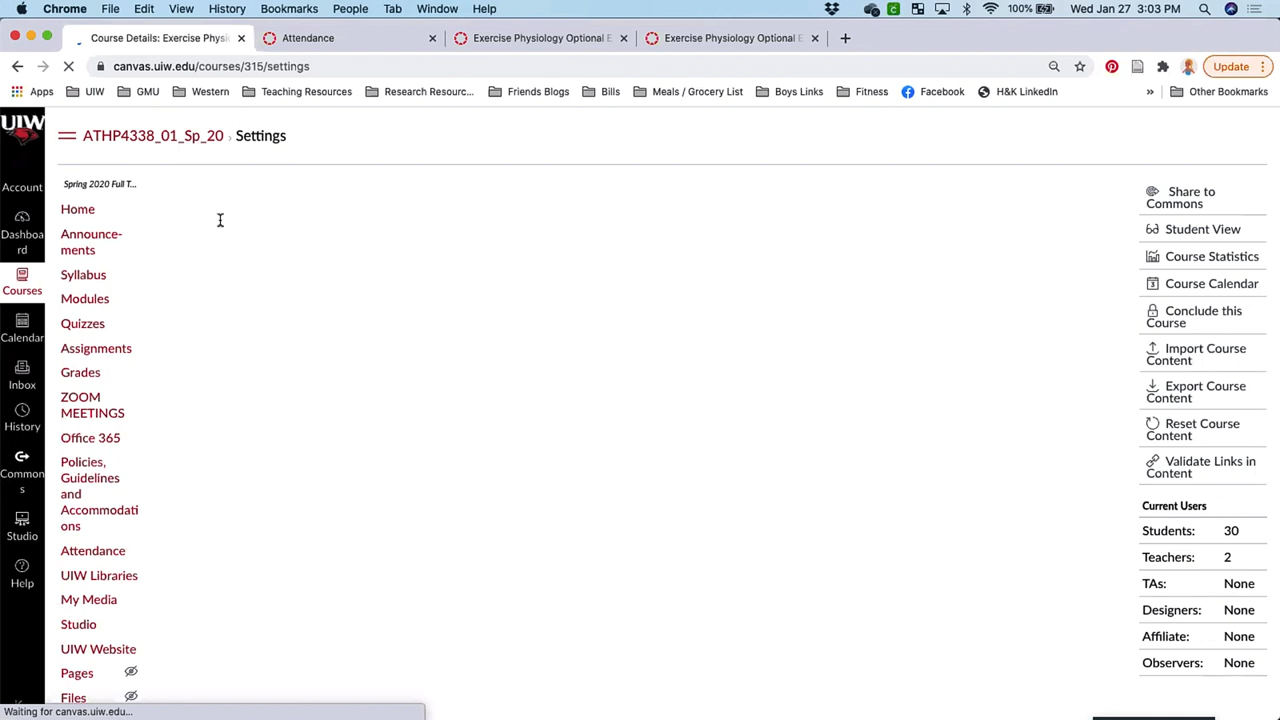 Chrome File Edit View History Bookmarks People Tab Window Help 100% Wed Jan 27 3:03 PM
Course Details: Exercise Physi Attendance Exercise Physiology Optional E Exercise Physiology Optional E
canvas.uiw.edu/courses/315/settings Update
Apps UIW GMU Western Teaching Resources Research Resourc... Friends Blogs Bills Meals / Grocery List Boys Links Fitness Facebook H&K LinkedIn » Other Bookmarks
UIW
ATHP4338_01_Sp_20 › Settings
Account
Dashboa
rd
Courses
Calendar
Inbox
History
Common
s
Studio
Help
Spring 2020 Full T...
Home
Announce-
ments
Syllabus
Modules
Quizzes
Assignments
Grades
ZOOM
MEETINGS
Office 365
Policies,
Guidelines
and
Accommodati
ons
Attendance
UIW Libraries
My Media
Studio
UIW Website
Pages
Files
Share to
Commons
Student View
Course Statistics
Course Calendar
Conclude this
Course
Import Course
Content
Export Course
Content
Reset Course
Content
Validate Links in
Content
Current Users
Students: 30
Teachers: 2
TAs: None
Designers: None
Affiliate: None
Observers: None
Waiting for canvas.uiw.edu...